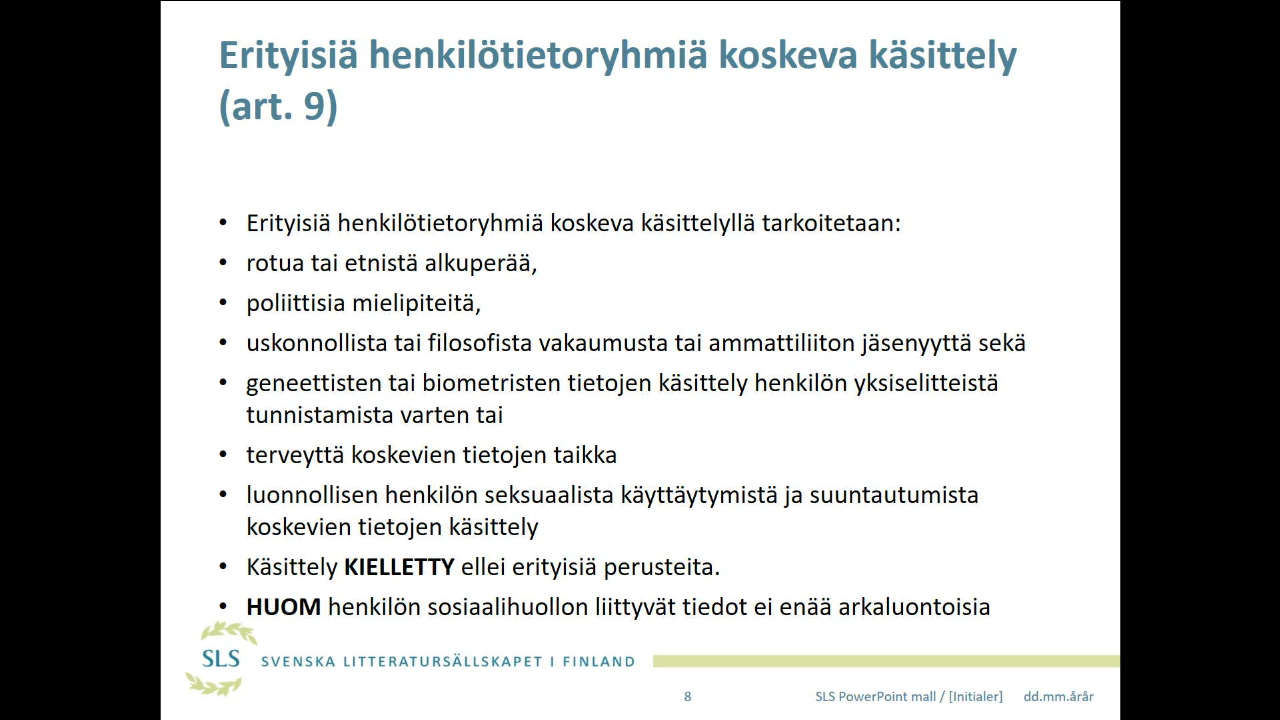 Erityisiä henkilötietoryhmiä koskeva käsittely
(art. 9)
• Erityisiä henkilötietoryhmiä koskeva käsittelyllä tarkoitetaan:
• rotua tai etnistä alkuperää,
• poliittisia mielipiteitä,
• uskonnollista tai filosofista vakaumusta tai ammattiliiton jäsenyyttä sekä
• geneettisten tai biometristen tietojen käsittely henkilön yksiselitteistä
tunnistamista varten tai
• terveyttä koskevien tietojen taikka
• luonnollisen henkilön seksuaalista käyttäytymistä ja suuntautumista
koskevien tietojen käsittely
• Käsittely KIELLETTY ellei erityisiä perusteita.
• HUOM henkilön sosiaalihuollon liittyvät tiedot ei enää arkaluontoisia
SLS SVENSKA LITTERATURSÄLLSKAPET I FINLAND
8 SLS PowerPoint mall / [Initialer] dd.mm.årår